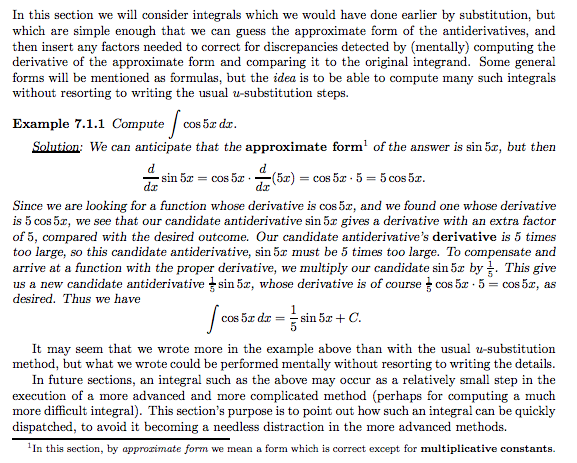 In this section we will consider integrals which we would have done earlier by substitution, but
which are simple enough that we can guess the approximate form of the antiderivatives, and
then insert any factors needed to correct for discrepancies detected by (mentally) computing the
derivative of the approximate form and comparing it to the original integrand. Some general
forms will be mentioned as formulas, but the idea is to be able to compute many such integrals
without resorting to writing the usual u-substitution steps.
Example 7.1.1 Compute ∫ cos 5x dx.
Solution: We can anticipate that the approximate form¹ of the answer is sin 5x, but then
d/dx sin 5x = cos 5x · d/dx (5x) = cos 5x · 5 = 5 cos 5x.
Since we are looking for a function whose derivative is cos 5x, and we found one whose derivative
is 5 cos 5x, we see that our candidate antiderivative sin 5x gives a derivative with an extra factor
of 5, compared with the desired outcome. Our candidate antiderivative's derivative is 5 times
too large, so this candidate antiderivative, sin 5x must be 5 times too large. To compensate and
arrive at a function with the proper derivative, we multiply our candidate sin 5x by 1/5. This give
us a new candidate antiderivative 1/5 sin 5x, whose derivative is of course 1/5 cos 5x · 5 = cos 5x, as
desired. Thus we have
∫ cos 5x dx = 1/5 sin 5x + C.
It may seem that we wrote more in the example above than with the usual u-substitution
method, but what we wrote could be performed mentally without resorting to writing the details.
In future sections, an integral such as the above may occur as a relatively small step in the
execution of a more advanced and more complicated method (perhaps for computing a much
more difficult integral). This section's purpose is to point out how such an integral can be quickly
dispatched, to avoid it becoming a needless distraction in the more advanced methods.
¹In this section, by approximate form we mean a form which is correct except for multiplicative constants.